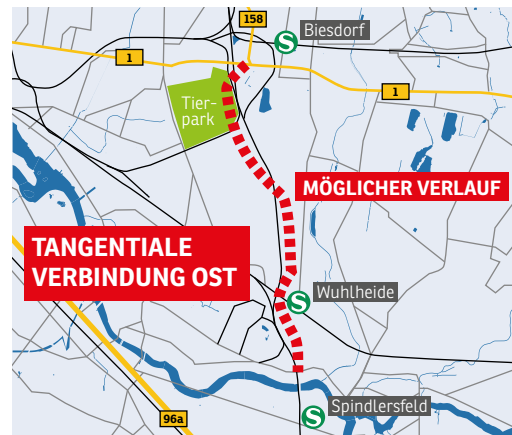 158
S Biesdorf
1
1
Tier-
park
MÖGLICHER VERLAUF
TANGENTIALE
VERBINDUNG OST
S Wuhlheide
S Spindlersfeld
96a